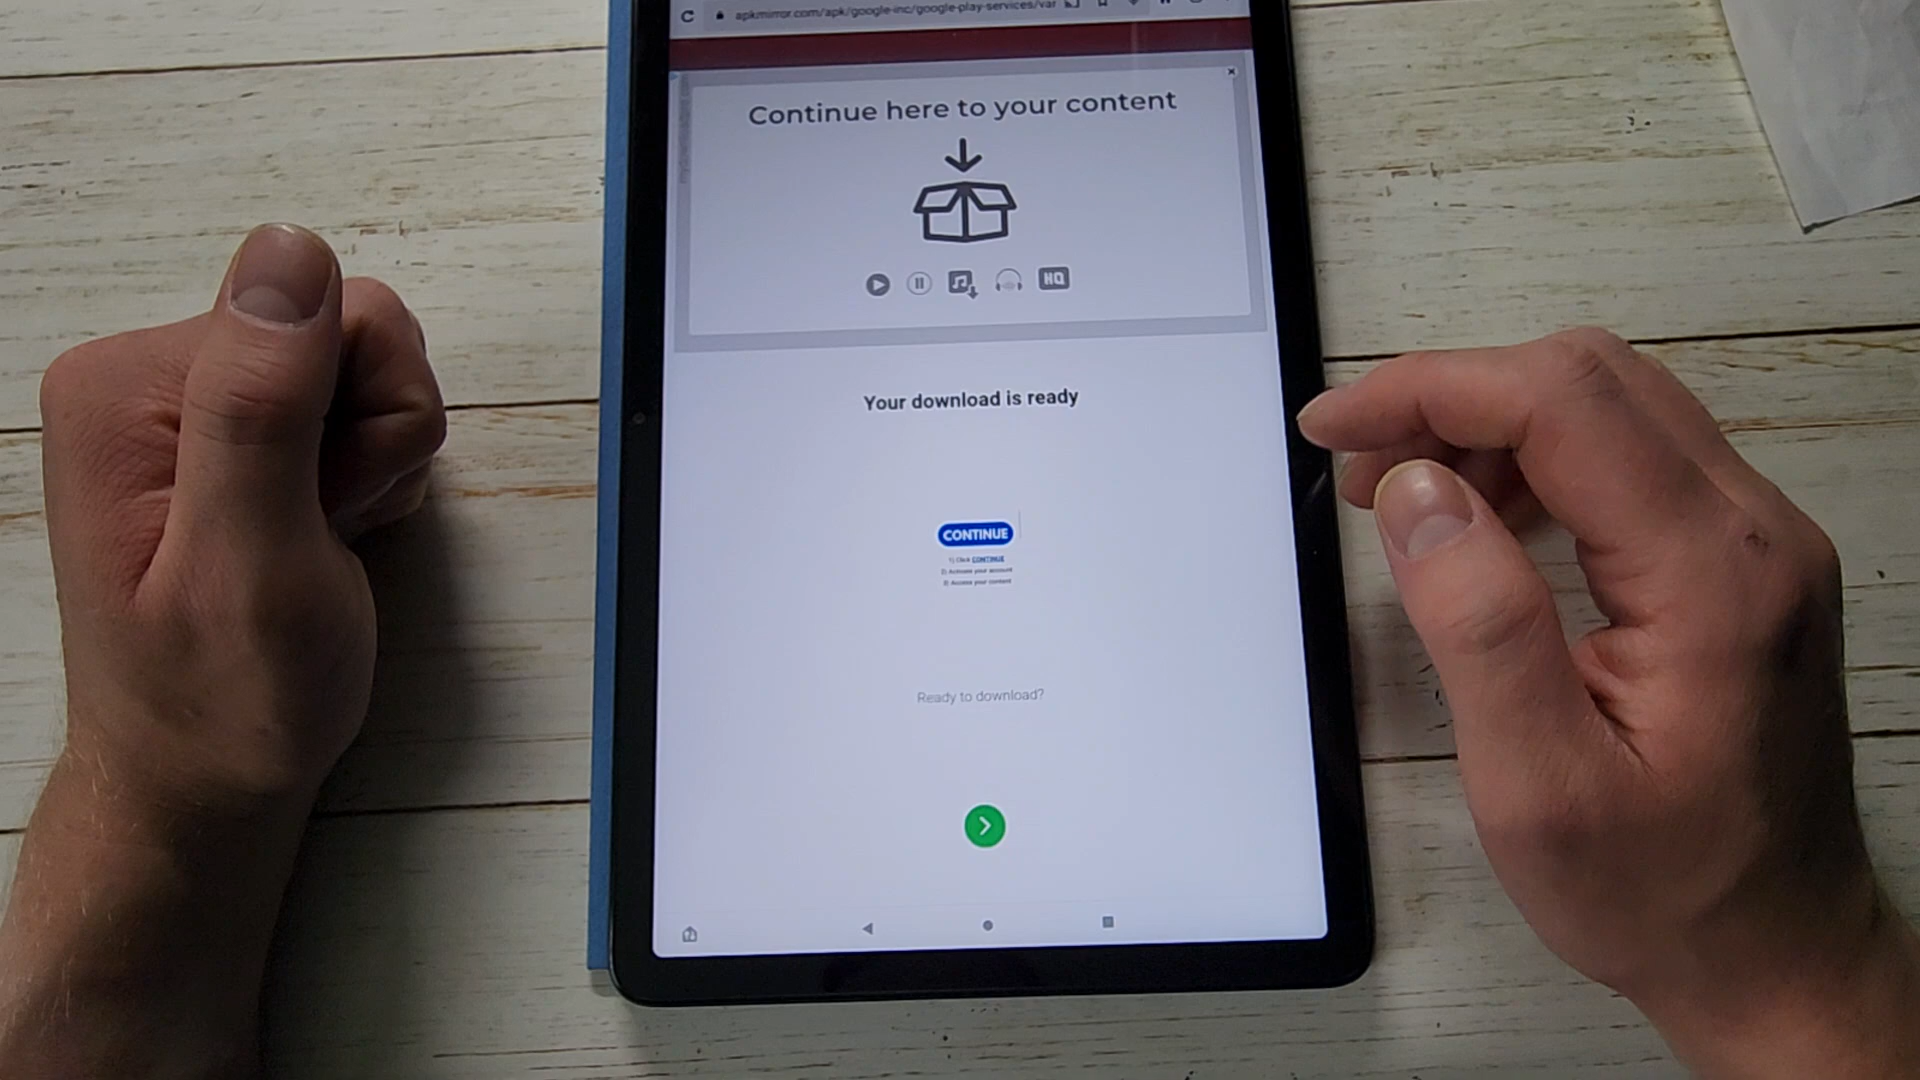 apkmirror.com/apk/google-inc/google-play-services/var
Continue here to your content
HQ
Your download is ready
CONTINUE
1) Click CONTINUE
2) Activate your account
3) Access your content
Ready to download?